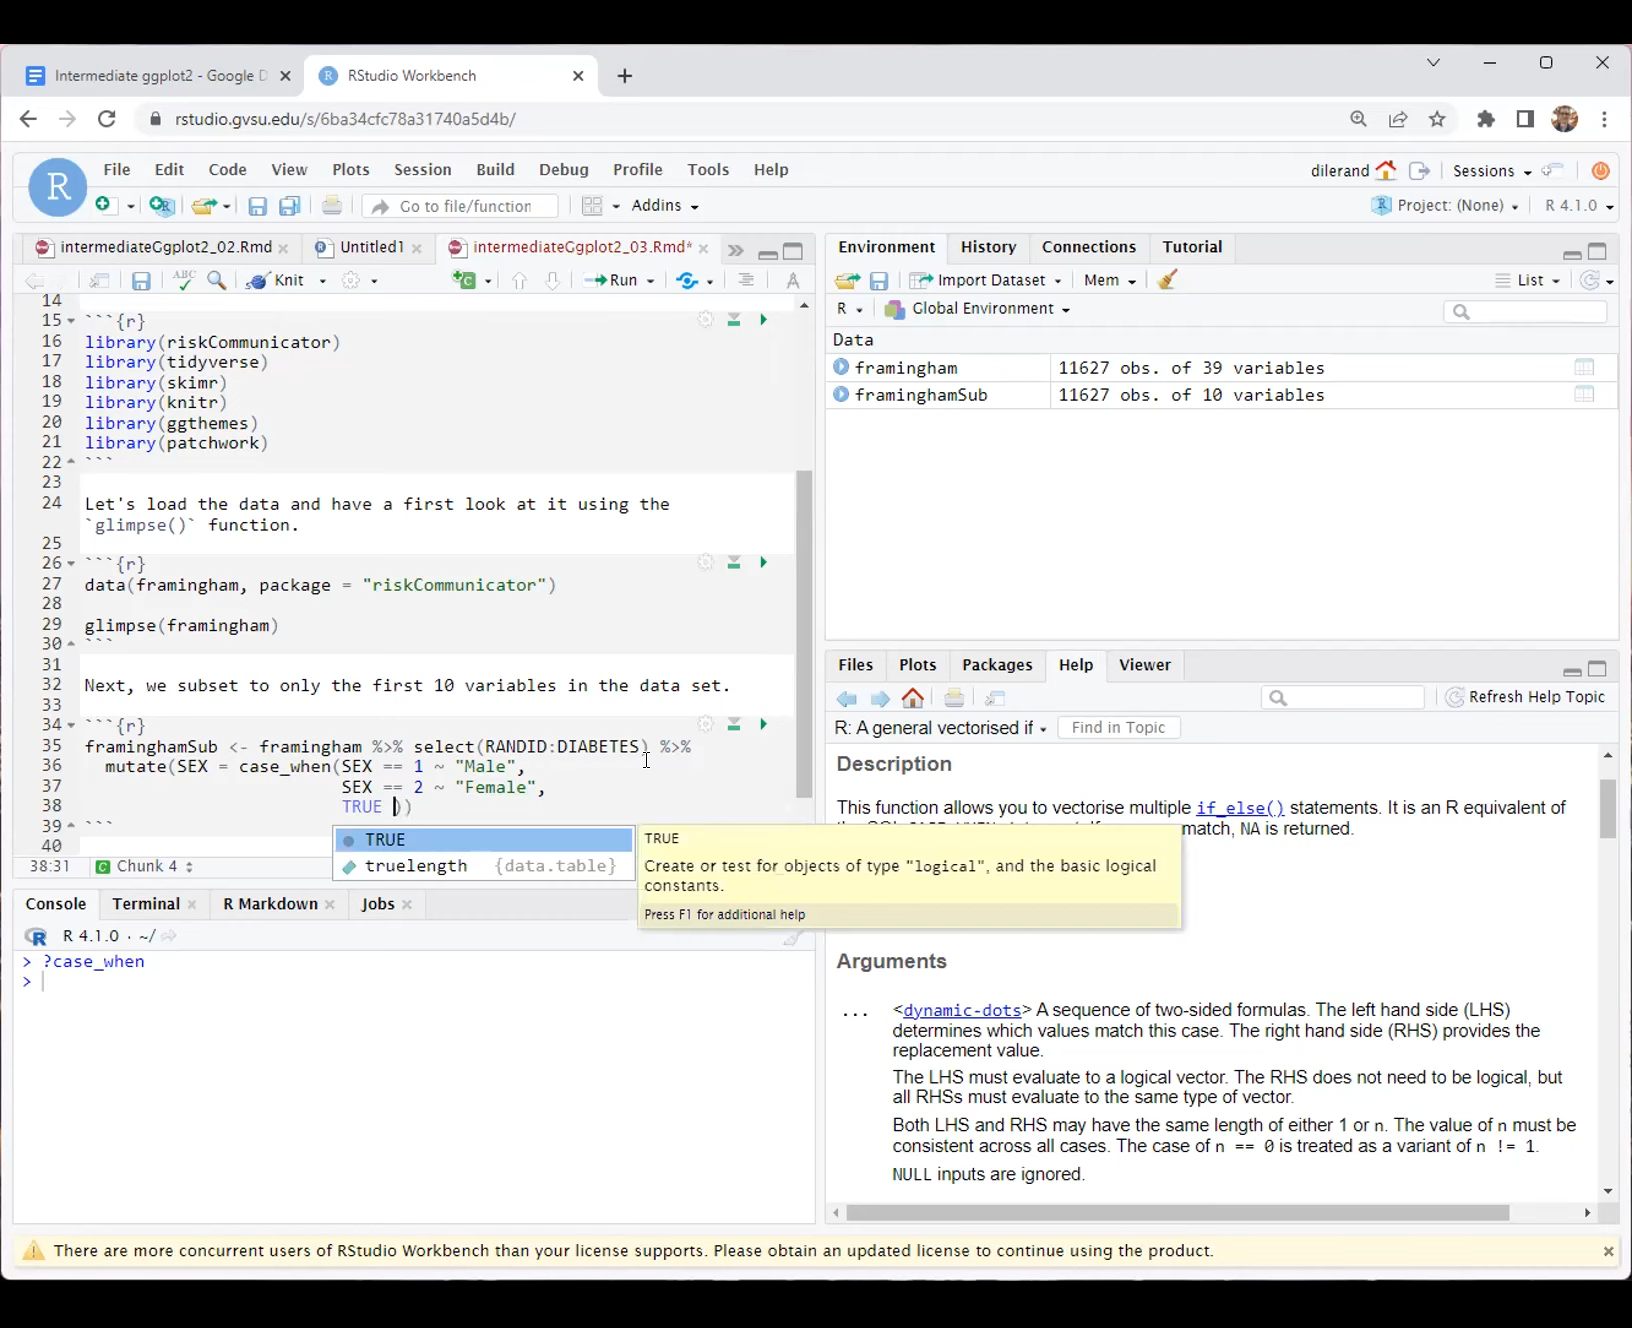 Intermediate ggplot2 - Google D
RStudio Workbench
rstudio.gvsu.edu/s/6ba34cfc78a31740a5d4b/
File Edit Code View Plots Session Build Debug Profile Tools Help
dilerand Sessions
Go to file/function Addins
Project: (None) R 4.1.0
intermediateGgplot2_02.Rmd Untitled1 intermediateGgplot2_03.Rmd*
ABC Knit Run
14
15 ```{r}
16 library(riskCommunicator)
17 library(tidyverse)
18 library(skimr)
19 library(knitr)
20 library(ggthemes)
21 library(patchwork)
22 ```
23
24 Let's load the data and have a first look at it using the
`glimpse()` function.
25
26 ```{r}
27 data(framingham, package = "riskCommunicator")
28
29 glimpse(framingham)
30 ```
31
32 Next, we subset to only the first 10 variables in the data set.
33
34 ```{r}
35 framinghamSub <- framingham %>% select(RANDID:DIABETES) %>%
36 mutate(SEX = case_when(SEX == 1 ~ "Male",
37 SEX == 2 ~ "Female",
38 TRUE ))
39 ```
40
TRUE
truelength {data.table}
TRUE
Create or test for objects of type "logical", and the basic logical
constants.
Press F1 for additional help
38:31 Chunk 4
Console Terminal R Markdown Jobs
R 4.1.0 · ~/
> ?case_when
>
Environment History Connections Tutorial
Import Dataset Mem List
R Global Environment
Data
framingham 11627 obs. of 39 variables
framinghamSub 11627 obs. of 10 variables
Files Plots Packages Help Viewer
Refresh Help Topic
R: A general vectorised if Find in Topic
Description
This function allows you to vectorise multiple if_else() statements. It is an R equivalent of
match, NA is returned.
Arguments
... <dynamic-dots> A sequence of two-sided formulas. The left hand side (LHS)
determines which values match this case. The right hand side (RHS) provides the
replacement value.
The LHS must evaluate to a logical vector. The RHS does not need to be logical, but
all RHSs must evaluate to the same type of vector.
Both LHS and RHS may have the same length of either 1 or n. The value of n must be
consistent across all cases. The case of n == 0 is treated as a variant of n != 1.
NULL inputs are ignored.
There are more concurrent users of RStudio Workbench than your license supports. Please obtain an updated license to continue using the product.